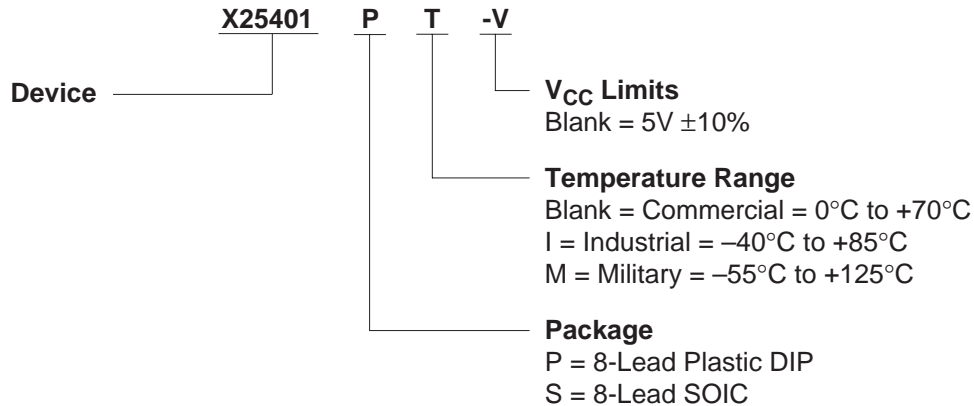 X25401 P T -V
Device
VCC Limits
Blank = 5V ±10%
Temperature Range
Blank = Commercial = 0°C to +70°C
I = Industrial = –40°C to +85°C
M = Military = –55°C to +125°C
Package
P = 8-Lead Plastic DIP
S = 8-Lead SOIC